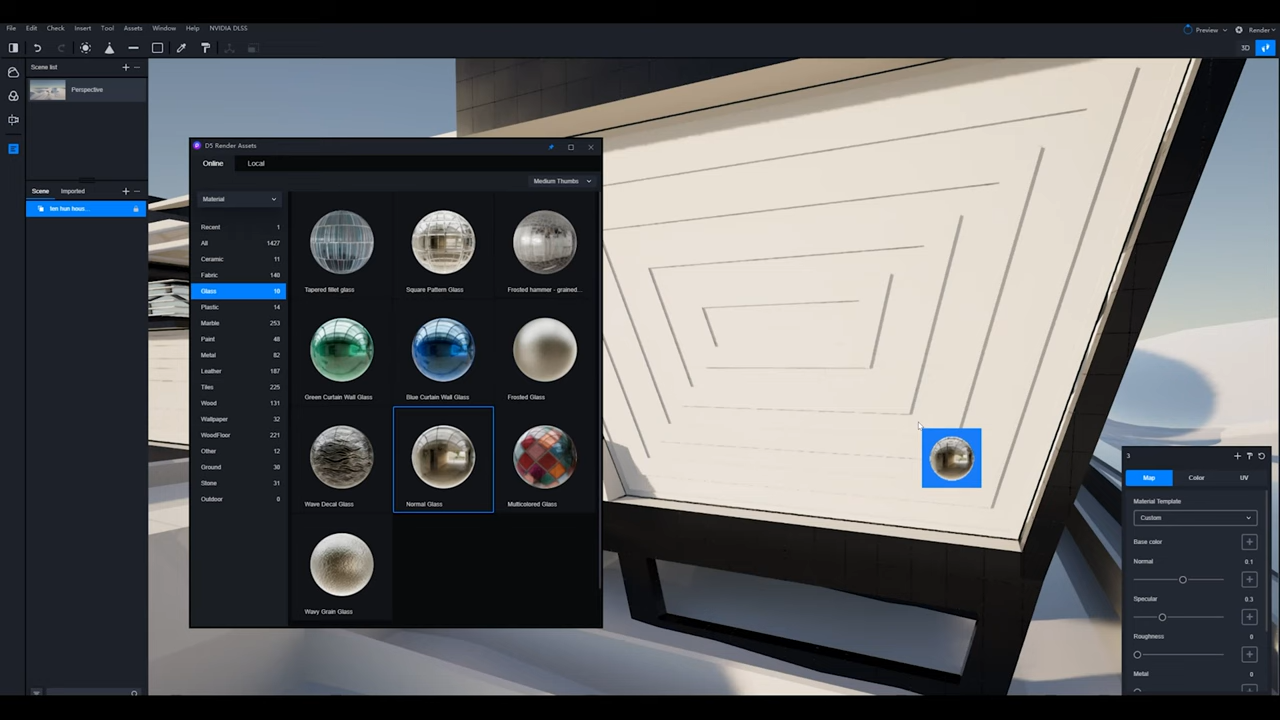 File Edit Check Insert Tool Assets Window Help NVIDIA DLSS
Preview Render
3D
Scene list
Perspective
Scene Imported
ten hun hous...
D5 Render Assets
Online Local
Medium Thumbs
Material
Recent 1
All 1427
Ceramic 11
Fabric 140
Glass 10
Plastic 14
Marble 253
Paint 48
Metal 82
Leather 187
Tiles 225
Wood 131
Wallpaper 32
WoodFloor 221
Other 12
Ground 30
Stone 31
Outdoor 0
Tapered fillet glass Square Pattern Glass Frosted hammer - grained...
Green Curtain Wall Glass Blue Curtain Wall Glass Frosted Glass
Wave Decal Glass Normal Glass Multicolored Glass
Wavy Grain Glass
3
Map Color UV
Material Template
Custom
Base color
Normal 0.1
Specular 0.3
Roughness 0
Metal 0